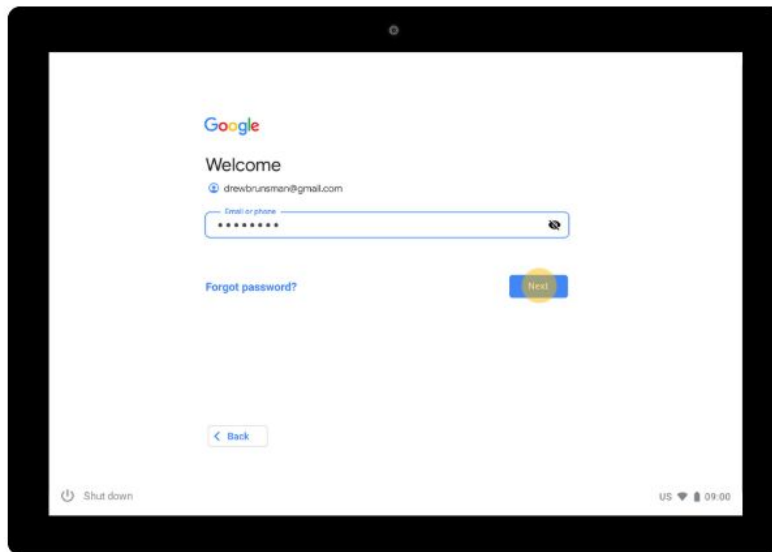 Google
Welcome
drewbrunsman@gmail.com
Email or phone
••••••••
Forgot password?
Next
Back
Shut down
US 09:00